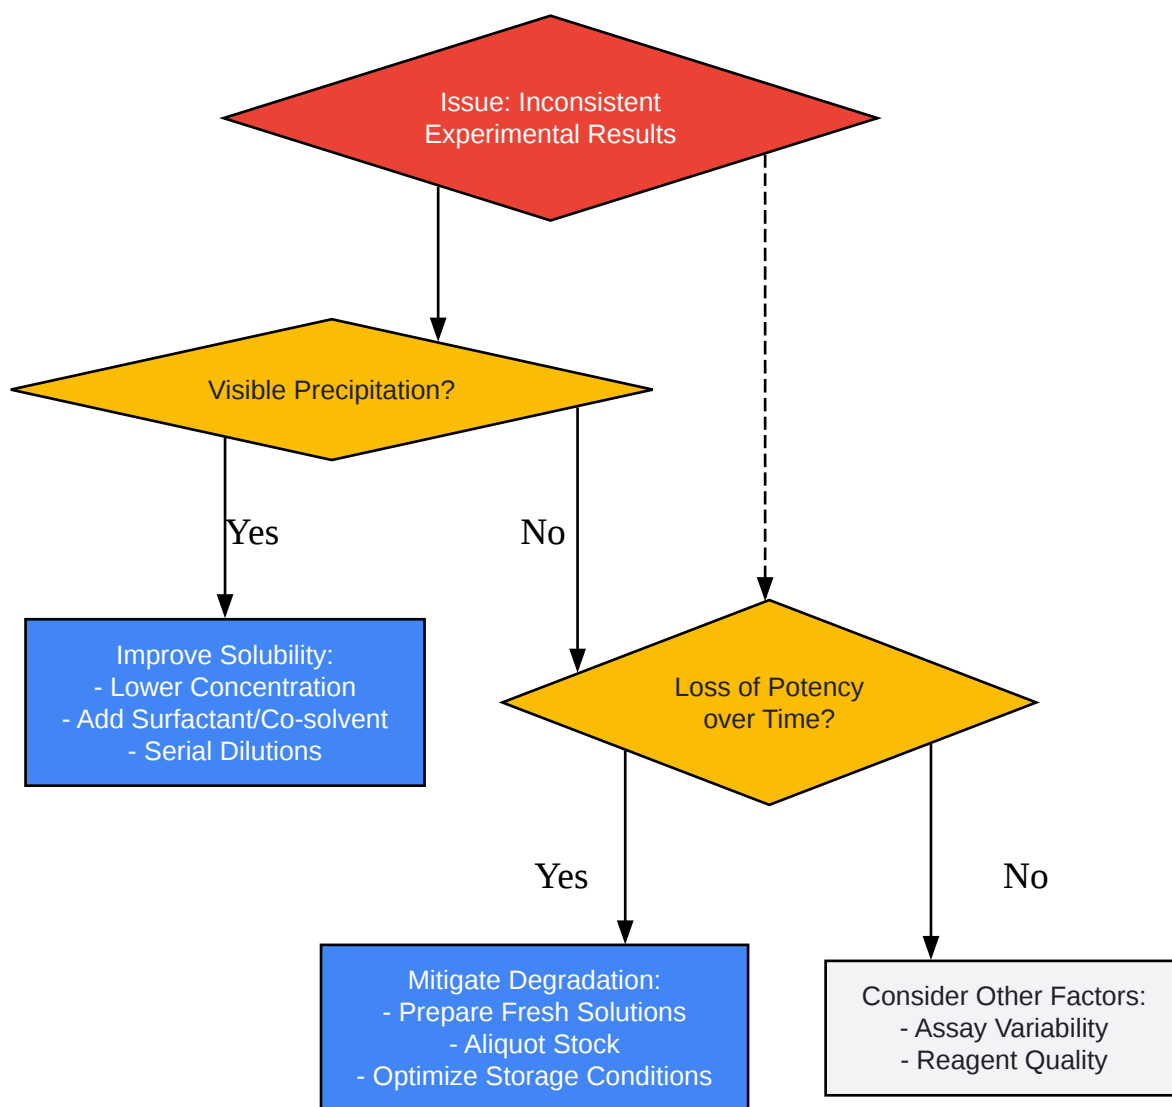 Issue: Inconsistent
Experimental Results
Visible Precipitation?
Yes
No
Improve Solubility:
- Lower Concentration
- Add Surfactant/Co-solvent
- Serial Dilutions
Loss of Potency
over Time?
Yes
No
Mitigate Degradation:
- Prepare Fresh Solutions
- Aliquot Stock
- Optimize Storage Conditions
Consider Other Factors:
- Assay Variability
- Reagent Quality